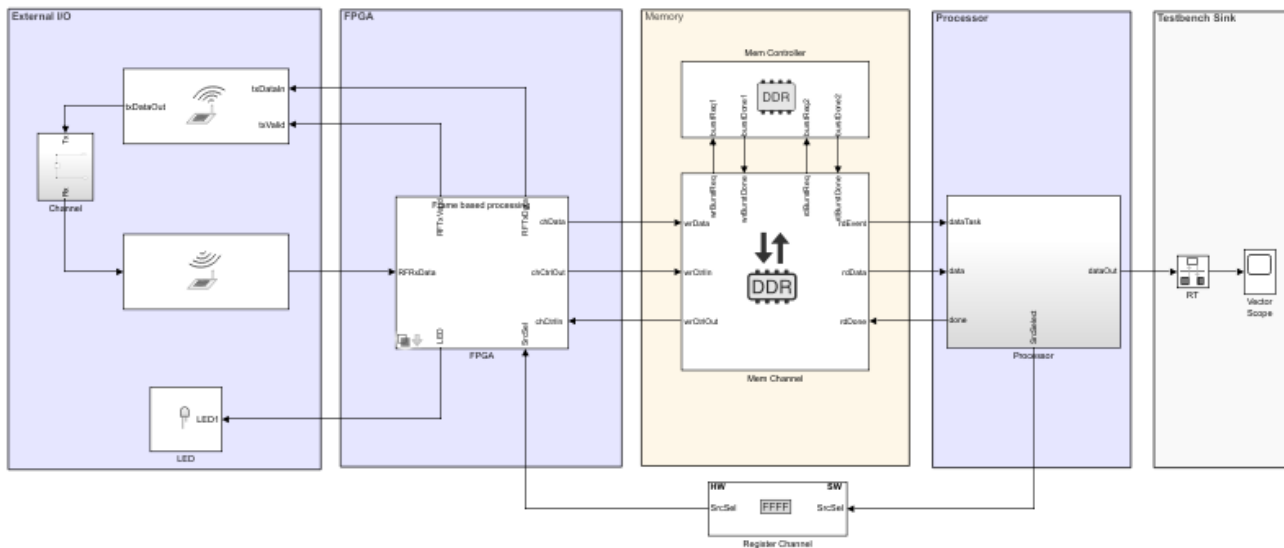 External I/O
FPGA
Memory
Processor
Testbench Sink
txDataOut
txDataIn
txValid
Tx
Rx
Channel
LED1
LED
Frame based processing
RFTxValid
RFTxData
RFRxData
chData
chCtrlOut
chCtrlIn
LED
SrcSel
FPGA
Mem Controller
DDR
burstReq1
burstDone1
burstReq2
burstDone2
wrBurstReq
wrBurstDone
rdBurstReq
rdBurstDone
wrData
wrCtrlIn
wrCtrlOut
rdEvent
rdData
rdDone
DDR
Mem Channel
dataTask
data
done
dataOut
SrcSelect
Processor
RT
Vector
Scope
HW
SW
SrcSel
FFFF
SrcSel
Register Channel